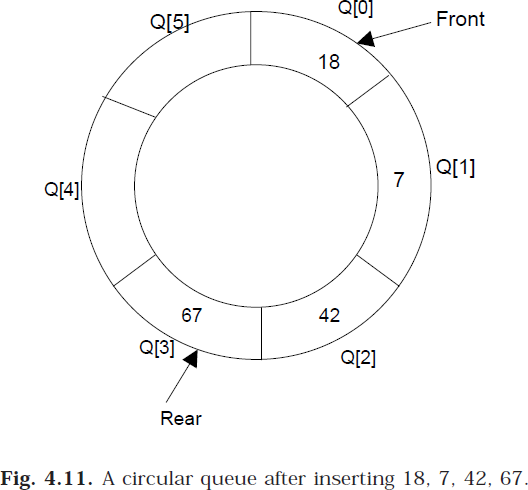 Q[0]
Front
Q[5]
18
Q[1]
7
Q[4]
67
42
Q[3]
Q[2]
Rear
Fig. 4.11. A circular queue after inserting 18, 7, 42, 67.